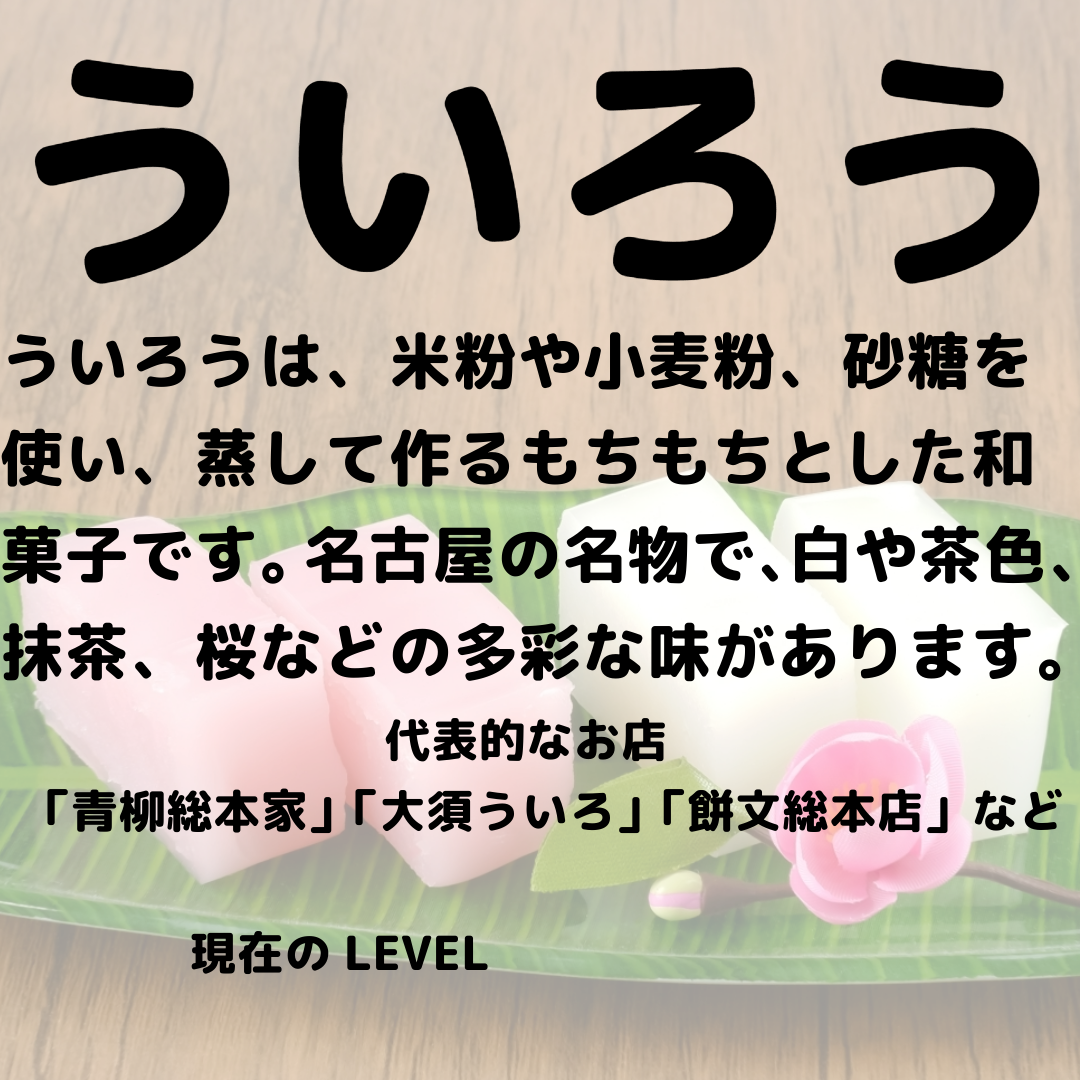 ういろう
ういろうは、米粉や小麦粉、砂糖を
使い、蒸して作るもちもちとした和
菓子です。名古屋の名物で、白や茶色、
抹茶、桜などの多彩な味があります。
代表的なお店
「青柳総本家」「大須ういろ」「餅文総本店」など
現在の LEVEL